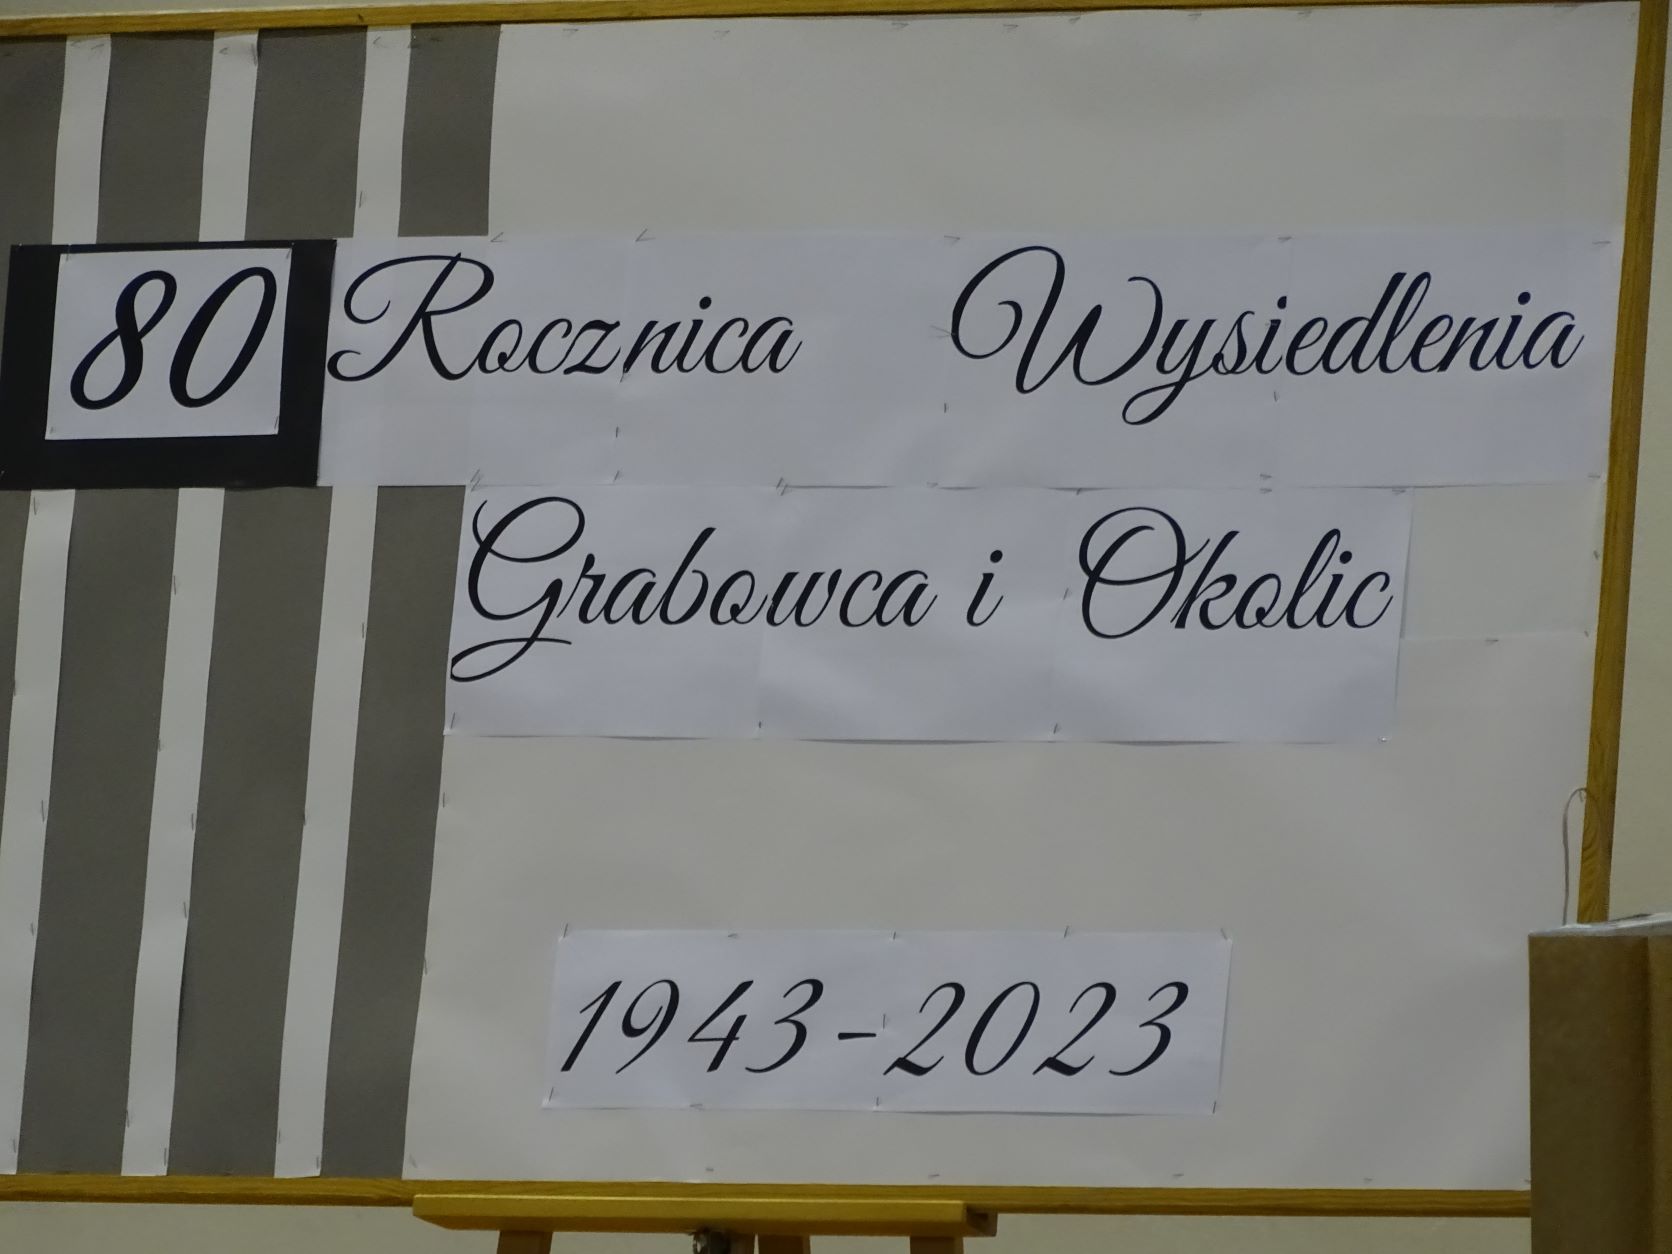 80 Rocznica Wysiedlenia
Grabowca i Okolic
1943-2023